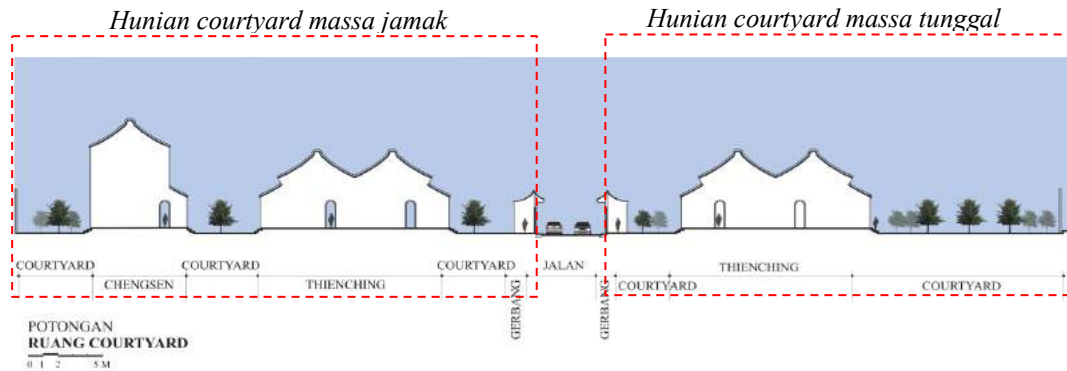 Hunian courtyard massa jamak
Hunian courtyard massa tunggal
COURTYARD
COURTYARD
COURTYARD
JALAN
THIENCHING
CHENGSEN
THIENCHING
GERBANG
GERBANG
COURTYARD
COURTYARD
POTONGAN
RUANG COURTYARD
0 1 2 5 M